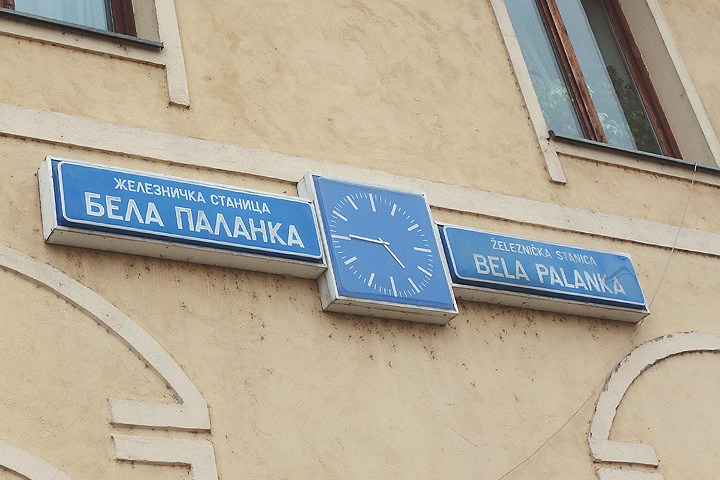 ЖЕЛЕЗНИЧКА СТАНИЦА
БЕЛА ПАЛАНКА
ŽELEZNIČKA STANICA
BELA PALANKA